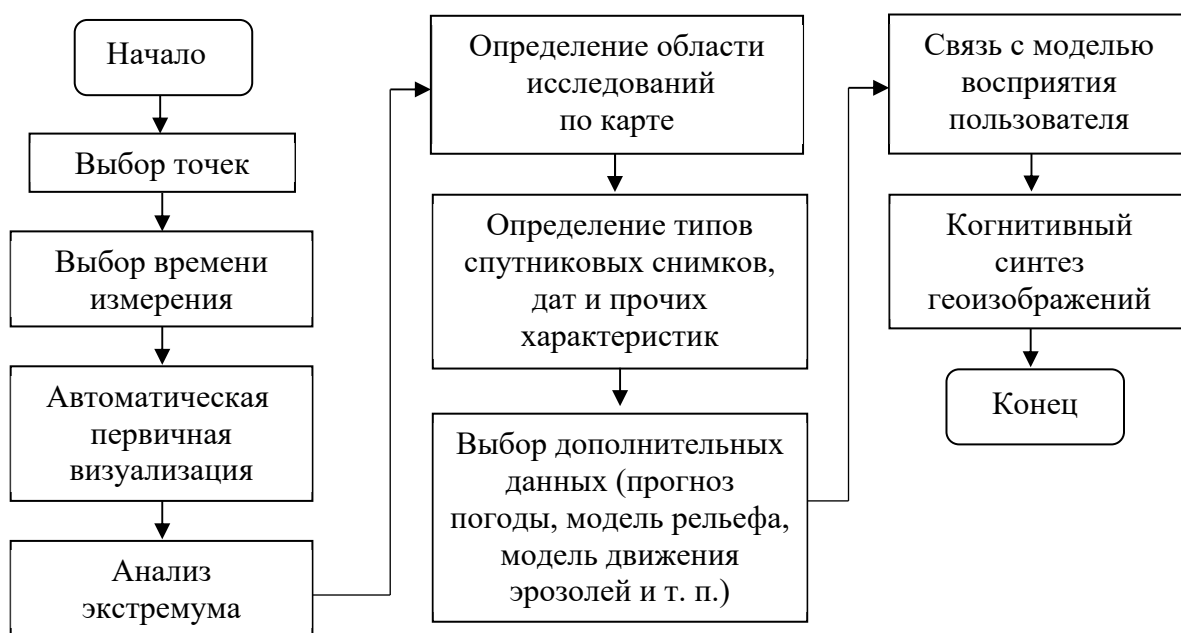 Начало
Выбор точек
Выбор времени
измерения
Автоматическая
первичная
визуализация
Анализ
экстремума
Определение области
исследований
по карте
Определение типов
спутниковых снимков,
дат и прочих
характеристик
Выбор дополнительных
данных (прогноз
погоды, модель рельефа,
модель движения
эрозолей и т. п.)
Связь с моделью
восприятия
пользователя
Когнитивный
синтез
геоизображений
Конец